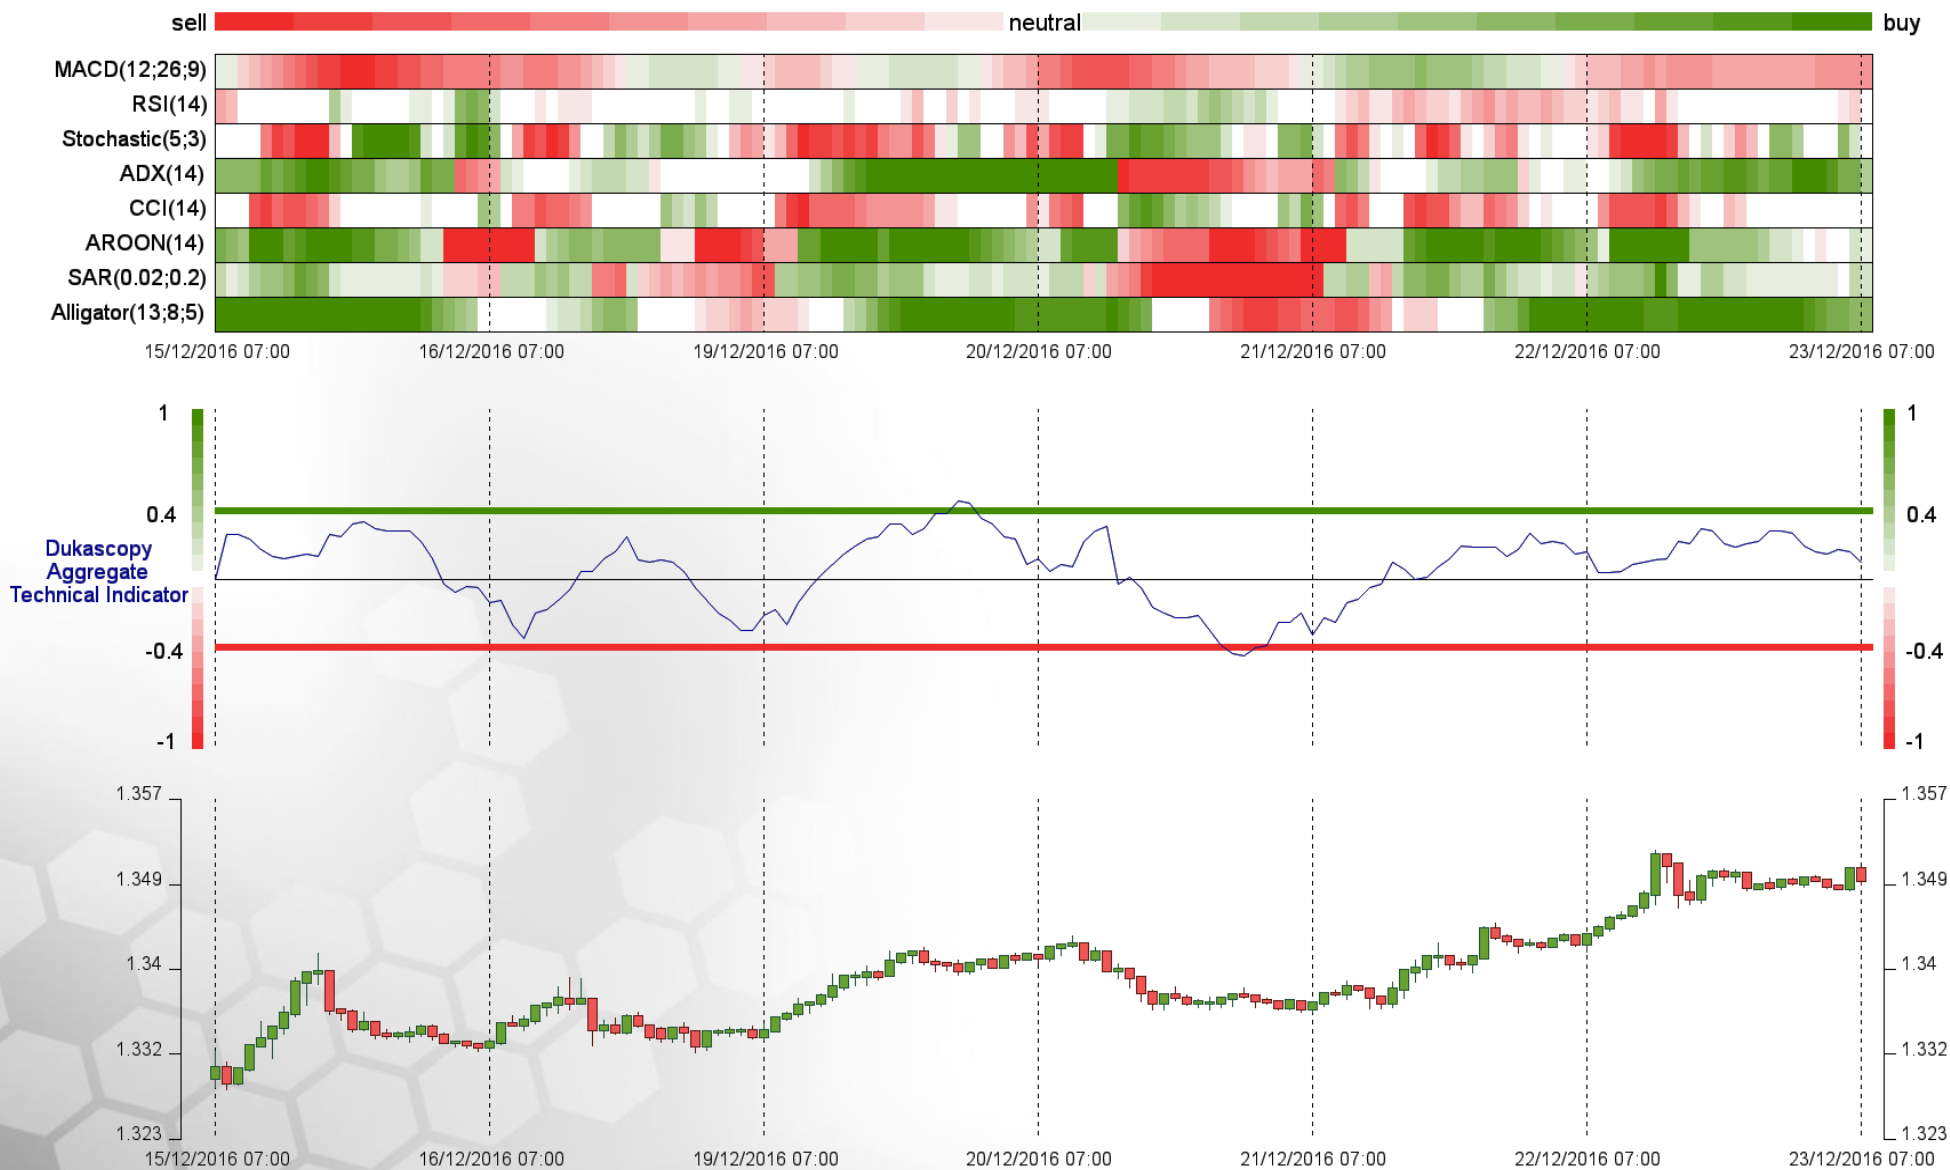 sell neutral buy
MACD(12;26;9)
RSI(14)
Stochastic(5;3)
ADX(14)
CCI(14)
AROON(14)
SAR(0.02;0.2)
Alligator(13;8;5)
15/12/2016 07:00 16/12/2016 07:00 19/12/2016 07:00 20/12/2016 07:00 21/12/2016 07:00 22/12/2016 07:00 23/12/2016 07:00
1 1
0.4 0.4
Dukascopy
Aggregate
Technical Indicator
-0.4 -0.4
-1 -1
1.357 1.357
1.349 1.349
1.34 1.34
1.332 1.332
1.323 1.323
15/12/2016 07:00 16/12/2016 07:00 19/12/2016 07:00 20/12/2016 07:00 21/12/2016 07:00 22/12/2016 07:00 23/12/2016 07:00